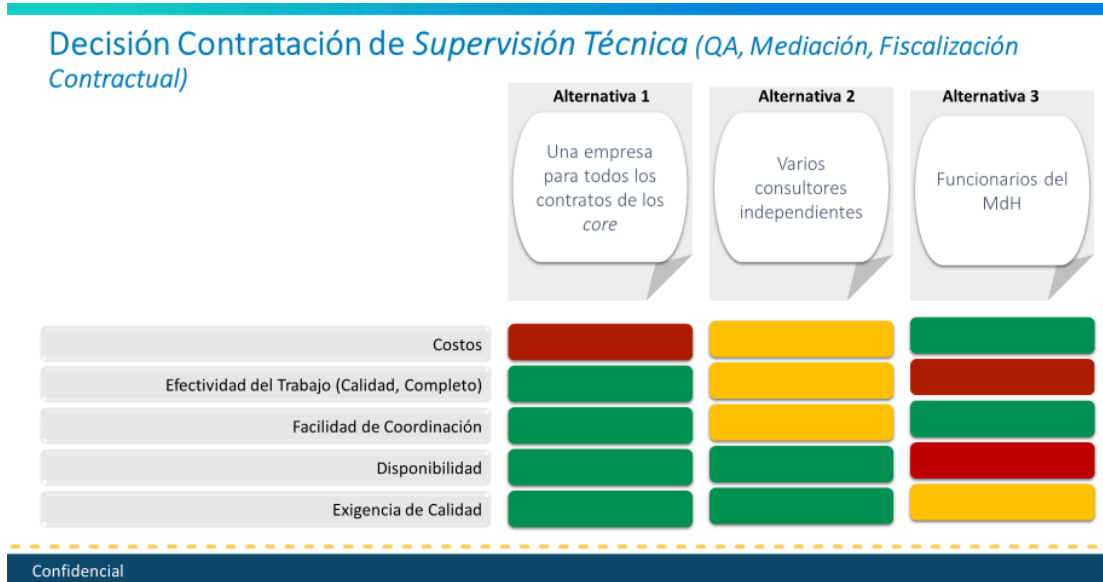 Decisión Contratación de Supervisión Técnica (QA, Mediación, Fiscalización
Contractual)
Alternativa 1
Alternativa 2
Alternativa 3
Una empresa
para todos los
contratos de los
core
Varios
consultores
independientes
Funcionarios del
MdH
Costos
Efectividad del Trabajo (Calidad, Completo)
Facilidad de Coordinación
Disponibilidad
Exigencia de Calidad
Confidencial